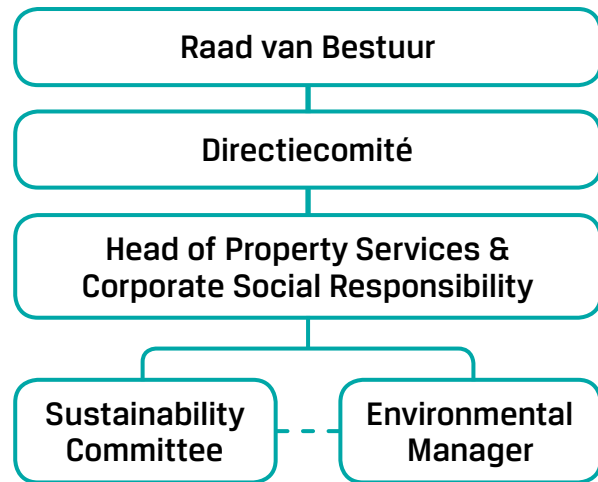 Raad van Bestuur
Directiecomité
Head of Property Services &
Corporate Social Responsibility
Sustainability
Committee
Environmental
Manager